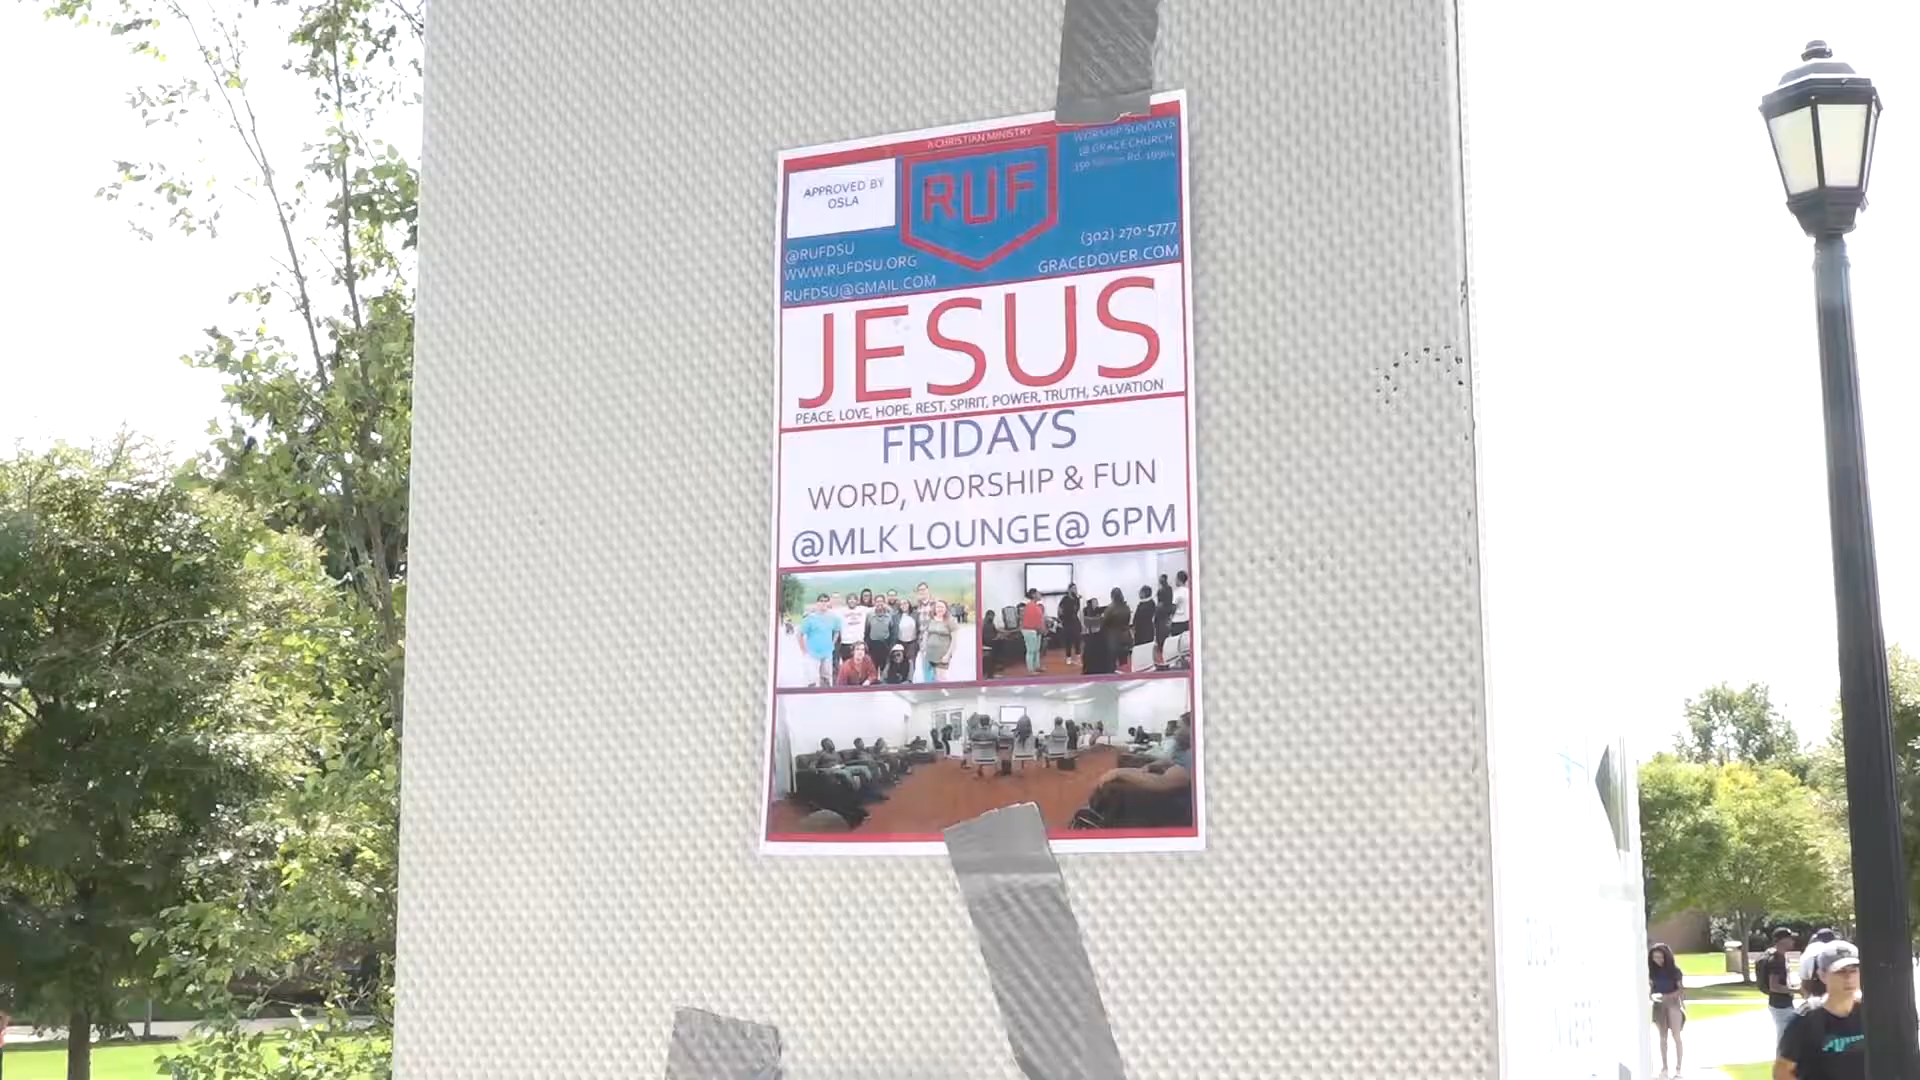 A CHRISTIAN MINISTRY
APPROVED BY
OSLA
RUF
WORSHIP SUNDAYS
@ GRACE CHURCH
@RUFDSU
WWW.RUFDSU.ORG
RUFDSU@GMAIL.COM
(302) 270-5777
GRACEDOVER.COM
JESUS
PEACE, LOVE, HOPE, REST, SPIRIT, POWER, TRUTH, SALVATION
FRIDAYS
WORD, WORSHIP & FUN
@MLK LOUNGE@ 6PM